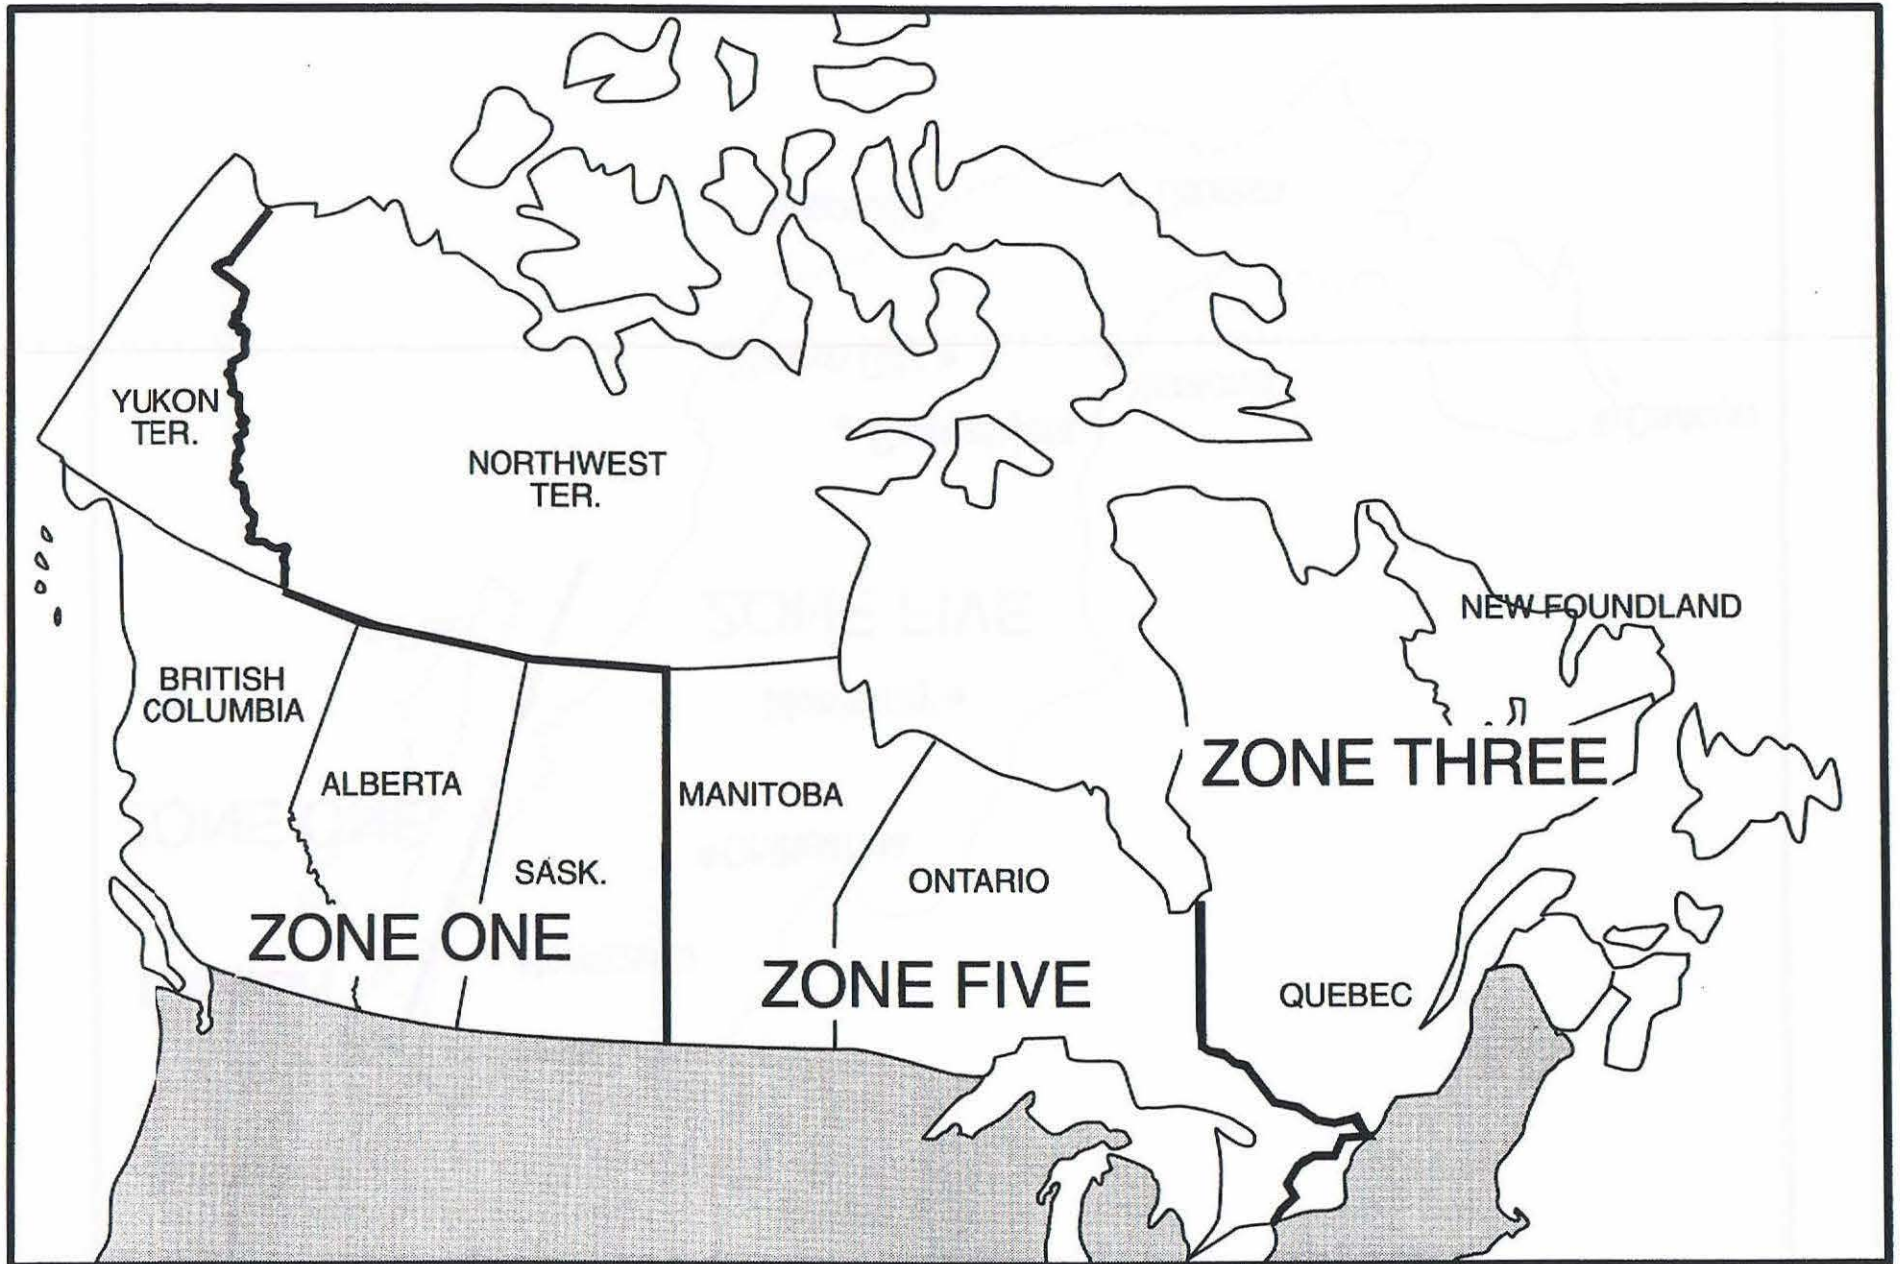 YUKON
TER.
NORTHWEST
TER.
NEW FOUNDLAND
BRITISH
COLUMBIA
ZONE THREE
ALBERTA
MANITOBA
SASK.
ONTARIO
ZONE ONE
ZONE FIVE
QUEBEC